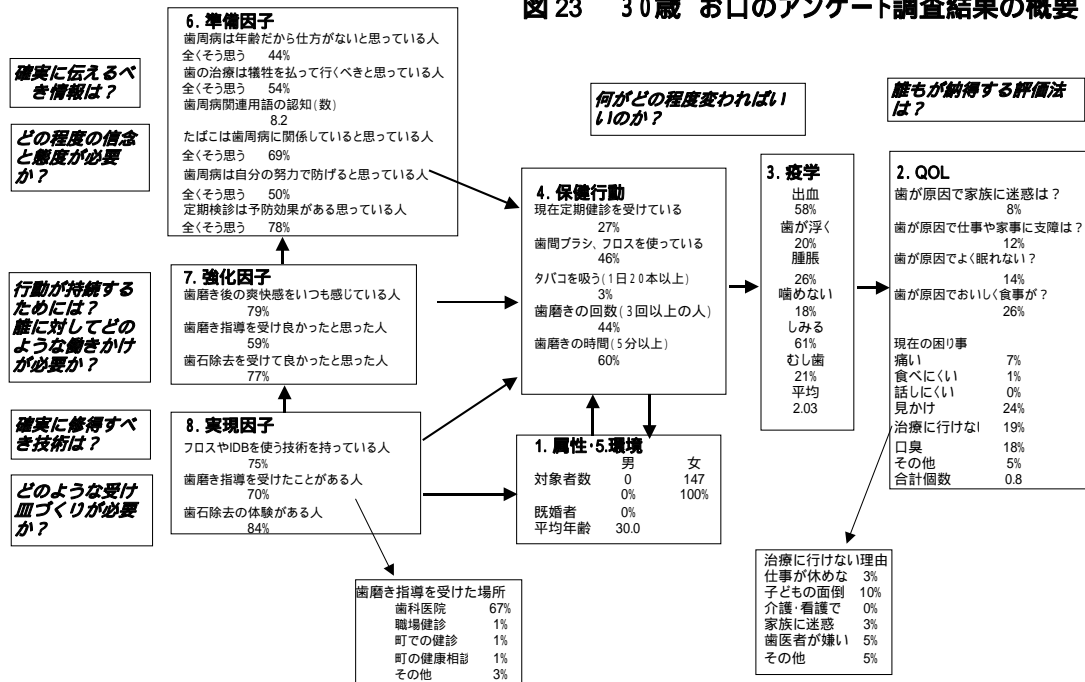 図23 30歳 お口のアンケート調査結果の概要
確実に伝えるべ
き情報は？
どの程度の信念
と態度が必要
か？
行動が持続する
ためには？
誰に対してどの
ような働きかけ
が必要か？
確実に修得すべ
き技術は？
どのような受け
皿づくりが必要
か？
6．準備因子
歯周病は年齢だから仕方がないと思っている人
全くそう思う 44%
歯の治療は犠牲を払って行くべきと思っている人
全くそう思う 54%
歯周病関連用語の認知(数)
8.2
たばこは歯周病に関係していると思っている人
全くそう思う 69%
歯周病は自分の努力で防げると思っている人
全くそう思う 50%
定期検診は予防効果がある思っている人
全くそう思う 78%
7．強化因子
歯磨き後の爽快感をいつも感じている人
79%
歯磨き指導を受け良かったと思った人
59%
歯石除去を受けて良かったと思った人
77%
8．実現因子
フロスやIDBを使う技術を持っている人
75%
歯磨き指導を受けたことがある人
70%
歯石除去の体験がある人
84%
歯磨き指導を受けた場所
歯科医院 67%
職場健診 1%
町での健診 1%
町の健康相談 1%
その他 3%
何がどの程度変わればい
いのか？
4．保健行動
現在定期健診を受けている
27%
歯間ブラシ、フロスを使っている
46%
タバコを吸う(1日20本以上)
3%
歯磨きの回数(3回以上の人)
44%
歯磨きの時間(5分以上)
60%
1．属性・5.環境
男 女
対象者数 0 147
0% 100%
既婚者 0%
平均年齢 30.0
3．疫学
出血
58%
歯が浮く
20%
腫脹
26%
噛めない
18%
しみる
61%
むし歯
21%
平均
2.03
誰もが納得する評価法
は？
2．QOL
歯が原因で家族に迷惑は？
8%
歯が原因で仕事や家事に支障は？
12%
歯が原因でよく眠れない？
14%
歯が原因でおいしく食事が？
26%
現在の困り事
痛い 7%
食べにくい 1%
話しにくい 0%
見かけ 24%
治療に行けない 19%
口臭 18%
その他 5%
合計個数 0.8
治療に行けない理由
仕事が休めな 3%
子どもの面倒 10%
介護・看護で 0%
家族に迷惑 3%
歯医者が嫌い 5%
その他 5%